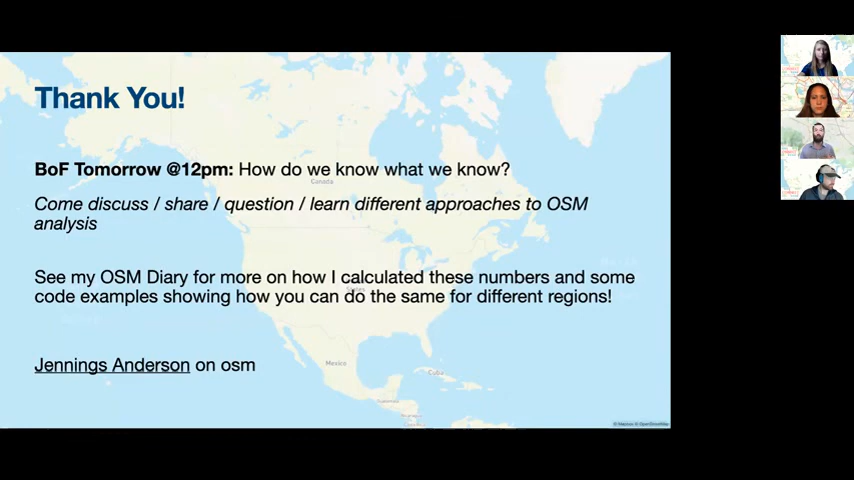 Thank You!
BoF Tomorrow @12pm: How do we know what we know?
Canada
Come discuss / share / question / learn different approaches to OSM
analysis
See my OSM Diary for more on how I calculated these numbers and some
code examples showing how you can do the same for different regions!
Jennings Anderson on osm
Mexico
Cuba
© Mapbox © OpenStreetMap